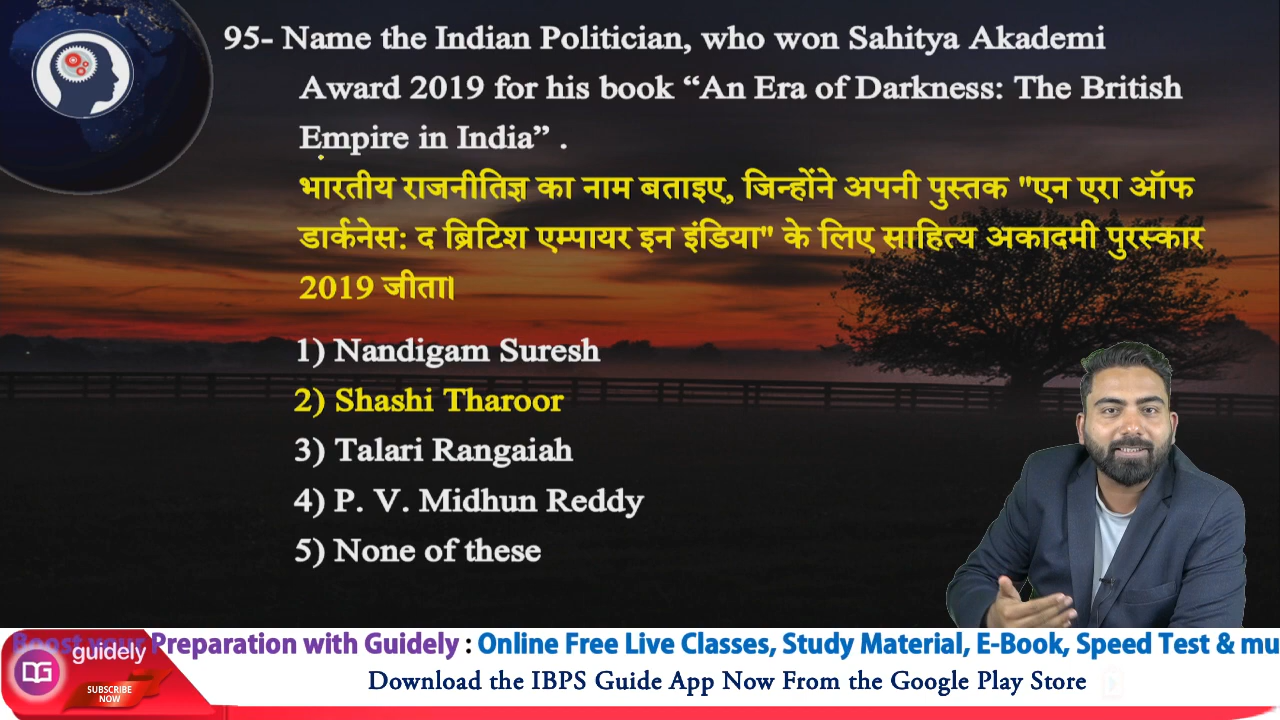 95- Name the Indian Politician, who won Sahitya Akademi
Award 2019 for his book “An Era of Darkness: The British
Empire in India” .
भारतीय राजनीतिज्ञ का नाम बताइए, जिन्होंने अपनी पुस्तक "एन एरा ऑफ
डार्कनेस: द ब्रिटिश एम्पायर इन इंडिया" के लिए साहित्य अकादमी पुरस्कार
2019 जीता।
1) Nandigam Suresh
2) Shashi Tharoor
3) Talari Rangaiah
4) P. V. Midhun Reddy
5) None of these
Boost your Preparation with Guidely : Online Free Live Classes, Study Material, E-Book, Speed Test & mu
guidely
SUBSCRIBE
NOW
Download the IBPS Guide App Now From the Google Play Store